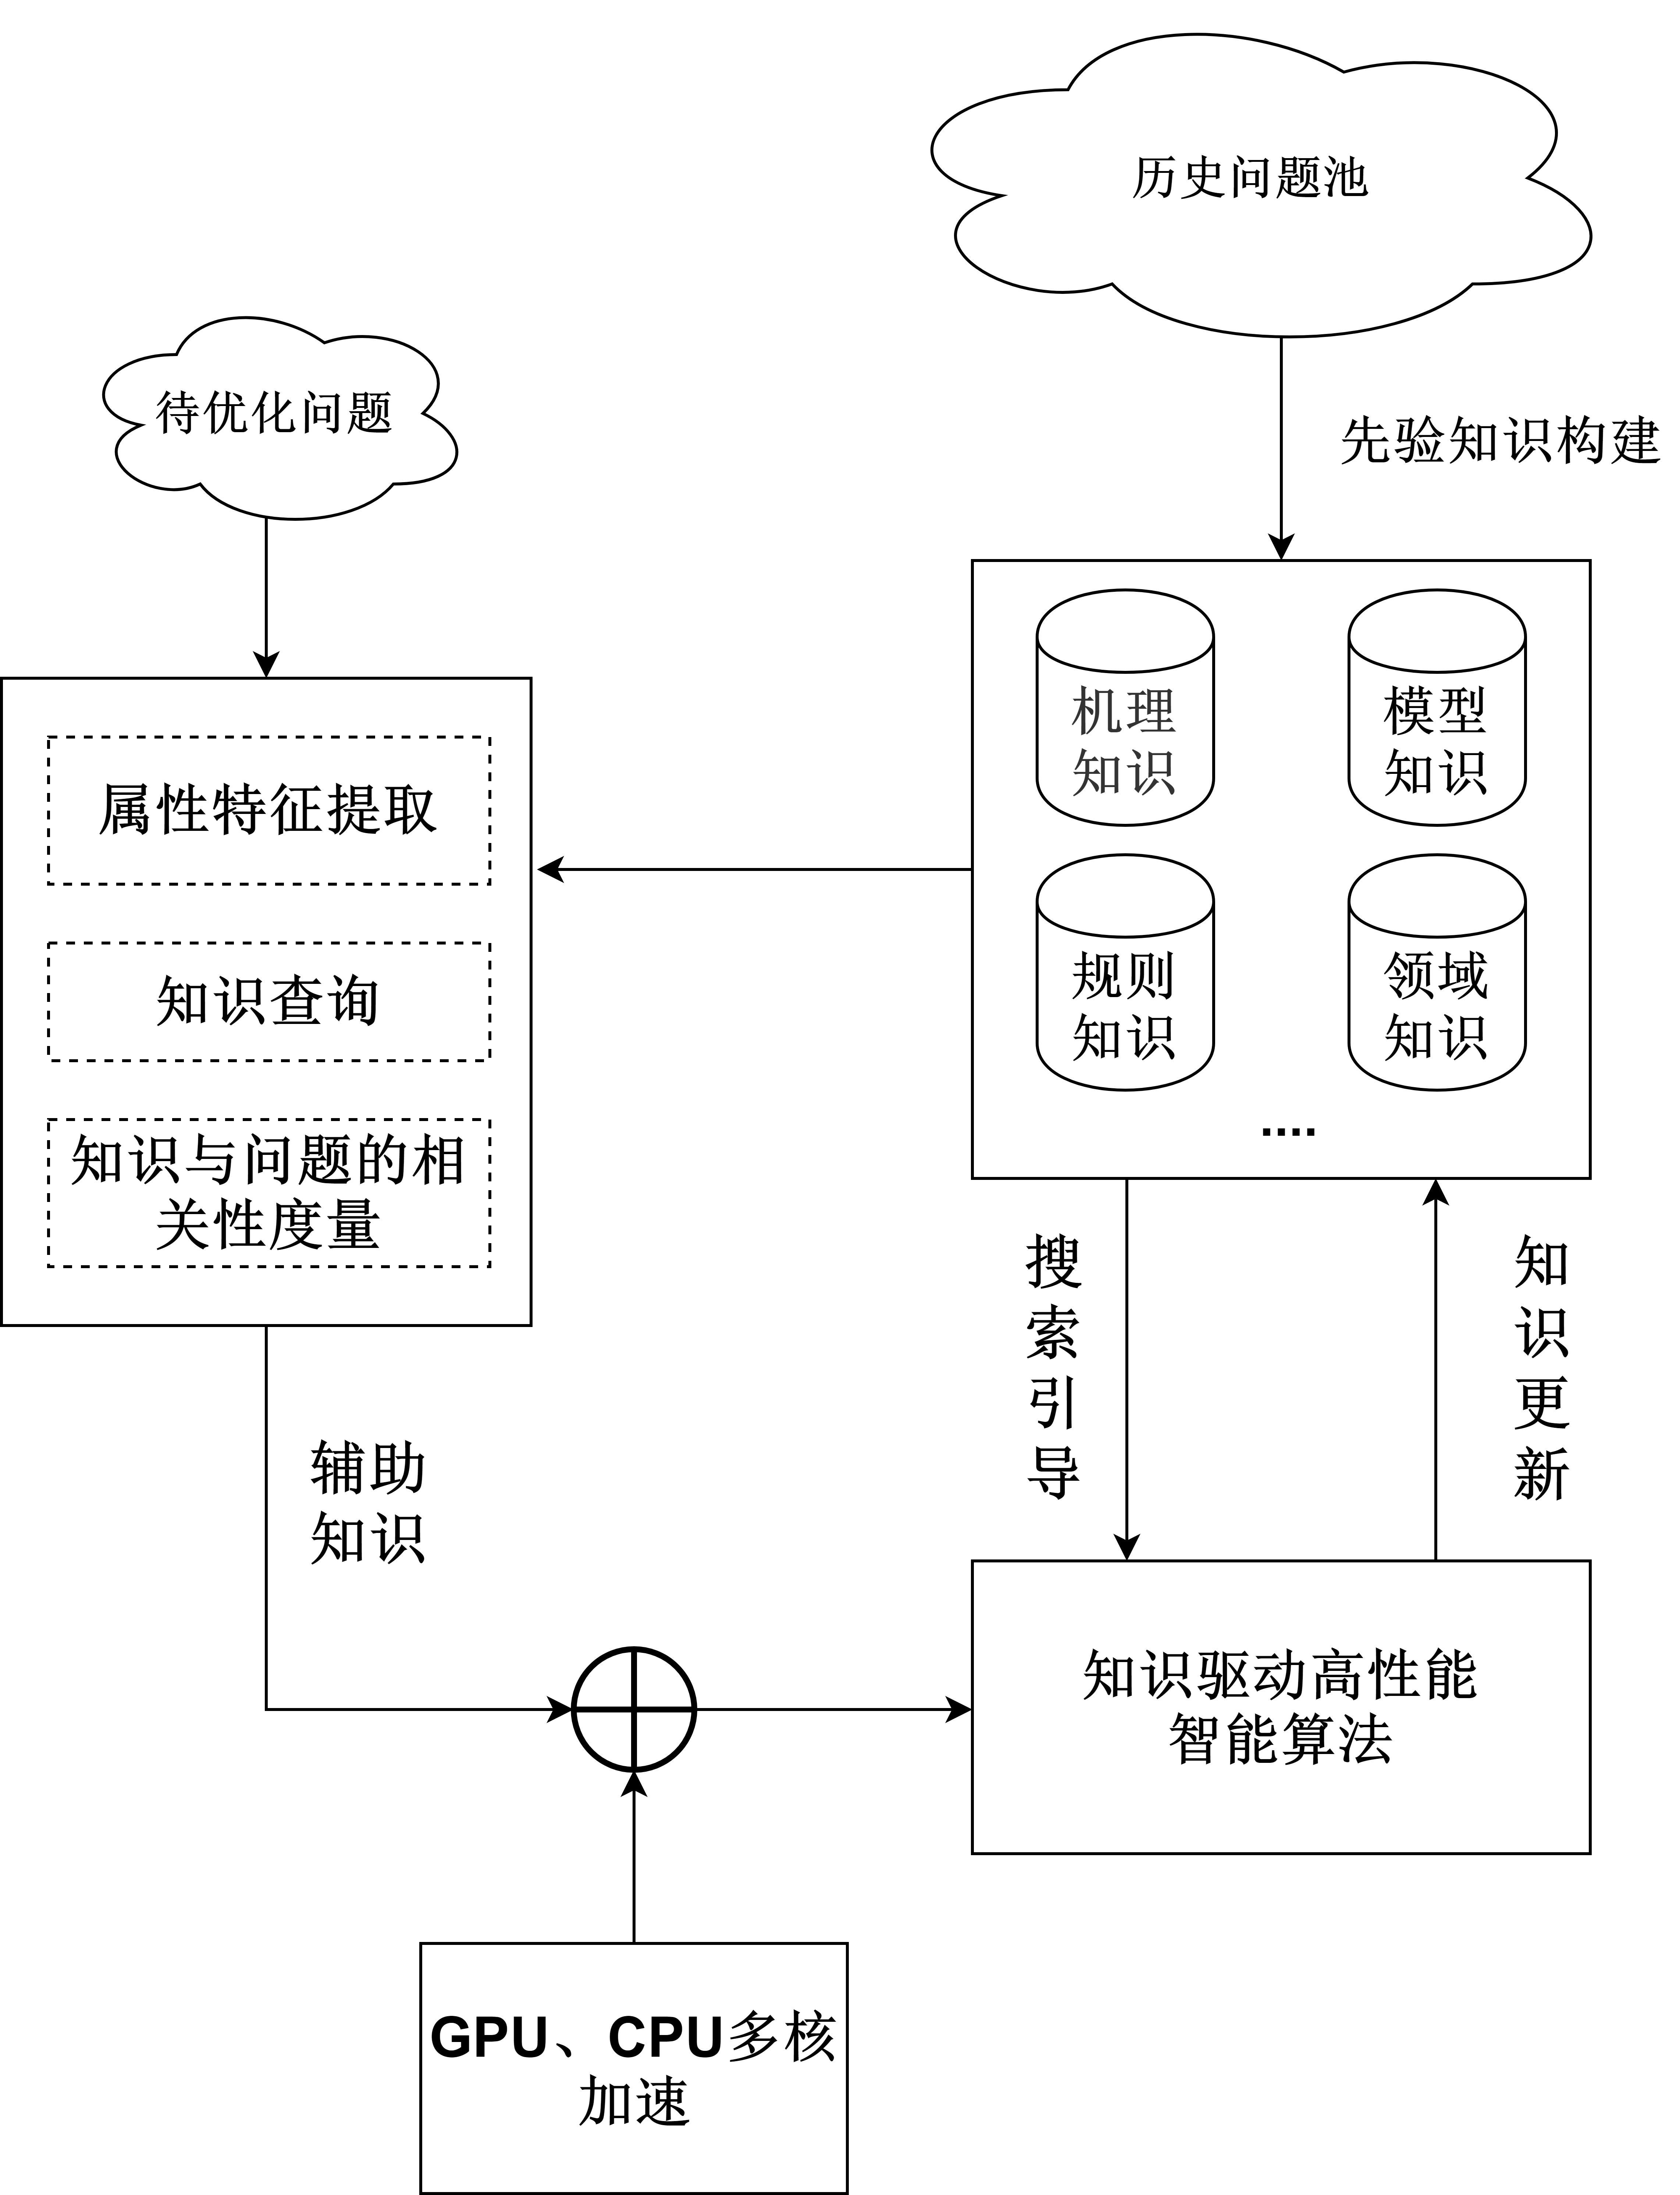 历史问题池
待优化问题
先验知识构建
机理
知识
模型
知识
属性特征提取
规则
知识
领域
知识
知识查询
....
知识与问题的相
关性度量
搜
索
引
导
知
识
更
新
辅助
知识
知识驱动高性能
智能算法
GPU、CPU多核
加速